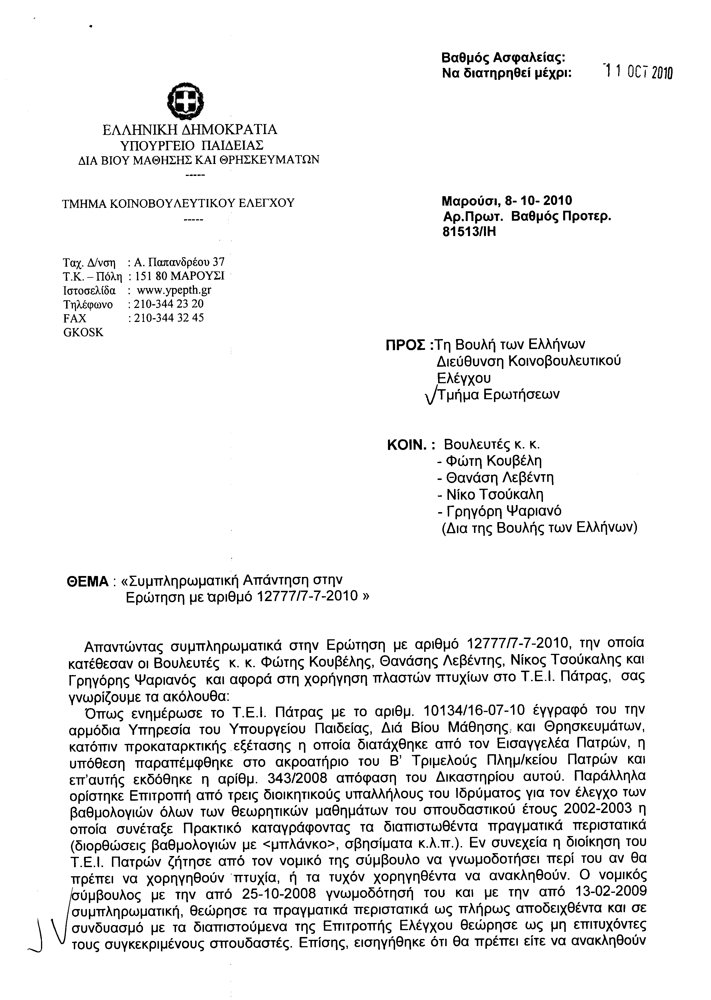 Βαθμός Ασφαλείας:
Να διατηρηθεί μέχρι: 11 OCT 2010
ΕΛΛΗΝΙΚΗ ΔΗΜΟΚΡΑΤΙΑ
ΥΠΟΥΡΓΕΙΟ ΠΑΙΔΕΙΑΣ
ΔΙΑ ΒΙΟΥ ΜΑΘΗΣΗΣ ΚΑΙ ΘΡΗΣΚΕΥΜΑΤΩΝ
-----
ΤΜΗΜΑ ΚΟΙΝΟΒΟΥΛΕΥΤΙΚΟΥ ΕΛΕΓΧΟΥ
-----
Μαρούσι, 8- 10- 2010
Αρ.Πρωτ. Βαθμός Προτερ.
81513/ΙΗ
Ταχ. Δ/νση : Α. Παπανδρέου 37
Τ.Κ. – Πόλη : 151 80 ΜΑΡΟΥΣΙ
Ιστοσελίδα : www.ypepth.gr
Τηλέφωνο : 210-344 23 20
FAX : 210-344 32 45
GKOSK
ΠΡΟΣ :Τη Βουλή των Ελλήνων
Διεύθυνση Κοινοβουλευτικού
Ελέγχου
Τμήμα Ερωτήσεων
ΚΟΙΝ. : Βουλευτές κ. κ.
- Φώτη Κουβέλη
- Θανάση Λεβέντη
- Νίκο Τσούκαλη
- Γρηγόρη Ψαριανό
(Δια της Βουλής των Ελλήνων)
ΘΕΜΑ : «Συμπληρωματική Απάντηση στην
Ερώτηση με αριθμό 12777/7-7-2010 »
Απαντώντας συμπληρωματικά στην Ερώτηση με αριθμό 12777/7-7-2010, την οποία
κατέθεσαν οι Βουλευτές κ. κ. Φώτης Κουβέλης, Θανάσης Λεβέντης, Νίκος Τσούκαλης και
Γρηγόρης Ψαριανός και αφορά στη χορήγηση πλαστών πτυχίων στο Τ.Ε.Ι. Πάτρας, σας
γνωρίζουμε τα ακόλουθα:
Όπως ενημέρωσε το Τ.Ε.Ι. Πάτρας με το αριθμ. 10134/16-07-10 έγγραφό του την
αρμόδια Υπηρεσία του Υπουργείου Παιδείας, Διά Βίου Μάθησης, και Θρησκευμάτων,
κατόπιν προκαταρκτικής εξέτασης η οποία διατάχθηκε από τον Εισαγγελέα Πατρών, η
υπόθεση παραπέμφθηκε στο ακροατήριο του Β’ Τριμελούς Πλημ/κείου Πατρών και
επ’αυτής εκδόθηκε η αρίθμ. 343/2008 απόφαση του Δικαστηρίου αυτού. Παράλληλα
ορίστηκε Επιτροπή από τρεις διοικητικούς υπαλλήλους του Ιδρύματος για τον έλεγχο των
βαθμολογιών όλων των θεωρητικών μαθημάτων του σπουδαστικού έτους 2002-2003 η
οποία συνέταξε Πρακτικό καταγράφοντας τα διαπιστωθέντα πραγματικά περιστατικά
(διορθώσεις βαθμολογιών με <μπλάνκο>, σβησίματα κ.λ.π.). Εν συνεχεία η διοίκηση του
Τ.Ε.Ι. Πατρών ζήτησε από τον νομικό της σύμβουλο να γνωμοδοτήσει περί του αν θα
πρέπει να χορηγηθούν πτυχία, ή τα τυχόν χορηγηθέντα να ανακληθούν. Ο νομικός
σύμβουλος με την από 25-10-2008 γνωμοδότησή του και με την από 13-02-2009
συμπληρωματική, θεώρησε τα πραγματικά περιστατικά ως πλήρως αποδειχθέντα και σε
συνδυασμό με τα διαπιστούμενα της Επιτροπής Ελέγχου θεώρησε ως μη επιτυχόντες
τους συγκεκριμένους σπουδαστές. Επίσης, εισηγήθηκε ότι θα πρέπει είτε να ανακληθούν